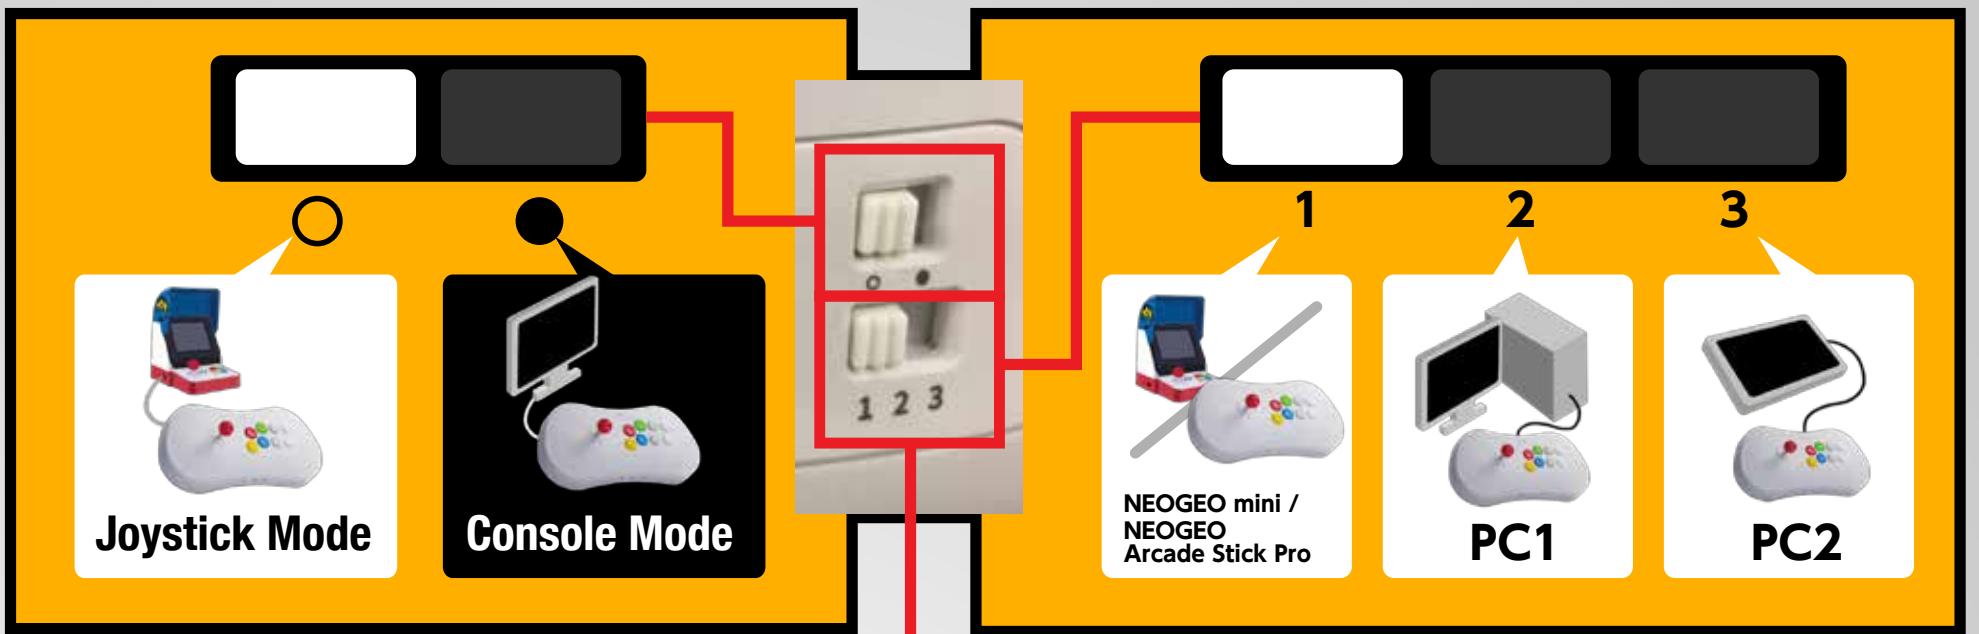 1 2 3
Joystick Mode
Console Mode
1 2 3
NEOGEO mini /
NEOGEO
Arcade Stick Pro
PC1
PC2